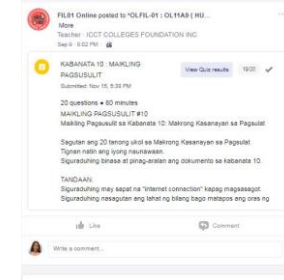 FIL01 Online posted to *OLFIL-01 : OL11A9 ( HU...
More
Teacher · ICCT COLLEGES FOUNDATION INC
Sep 9 · 8:02 PM
KABANATA 10 : MAIKLING
PAGSUSULIT
Submitted: Nov 15, 5:38 PM
View Quiz results
19/20
20 questions • 60 minutes
MAIKLING PAGSUSULIT #10
Maikling Pagsusulit sa Kabanata 10: Makrong Kasanayan sa Pagsulat
Sagutan ang 20 tanong ukol sa Makrong Kasanayan sa Pagsulat
Tignan natin ang iyong naunawaan.
Siguraduhing binasa at pinag-aralan ang dokumento sa kabanata 10.
TANDAAN:
Siguraduhing may sapat na "internet connection" kapag magsasagot.
Siguraduhing nasagutan ang lahat ng bilang bago matapos ang oras ng
Like
Comment
Write a comment...